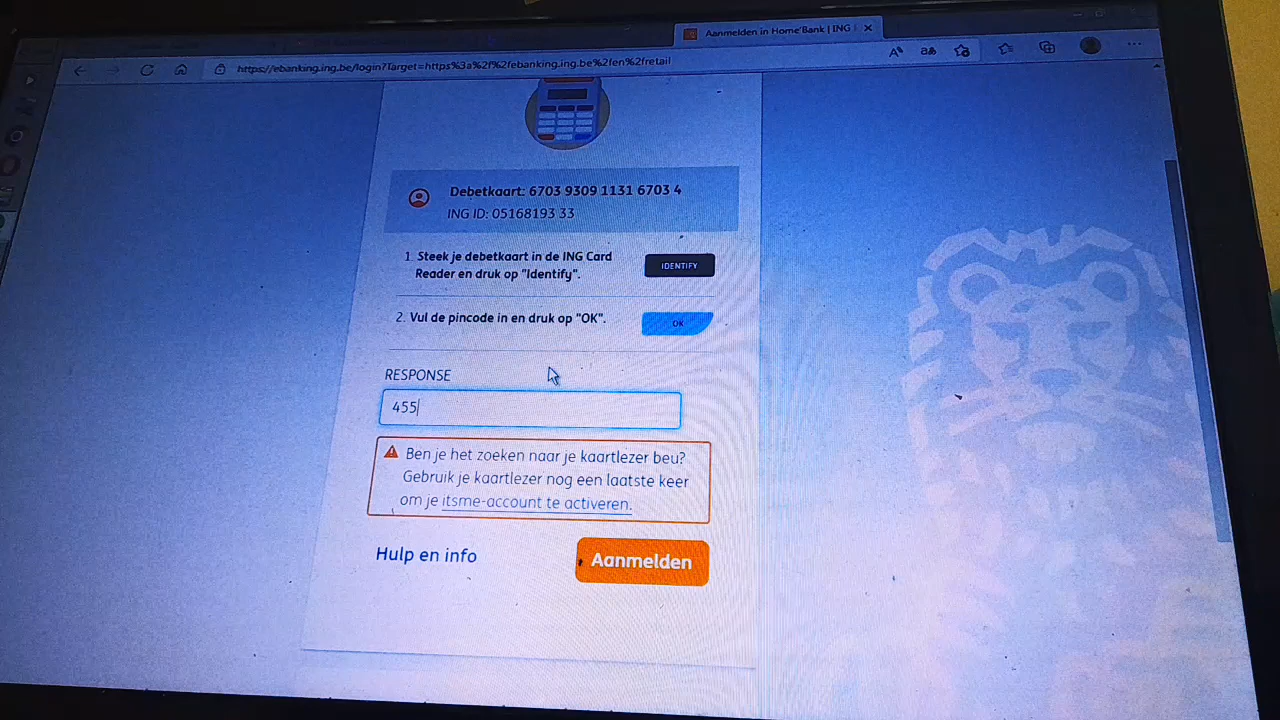 Aanmelden in Home'Bank | ING
https://ebanking.ing.be/login?Target=https%3a%2f%2febanking.ing.be%2fen%2fretail
Debetkaart: 6703 9309 1131 6703 4
ING ID: 05168193 33
1. Steek je debetkaart in de ING Card
Reader en druk op "Identify".
IDENTIFY
2. Vul de pincode in en druk op "OK".
OK
RESPONSE
455
Ben je het zoeken naar je kaartlezer beu?
Gebruik je kaartlezer nog een laatste keer
om je itsme-account te activeren.
Hulp en info
Aanmelden